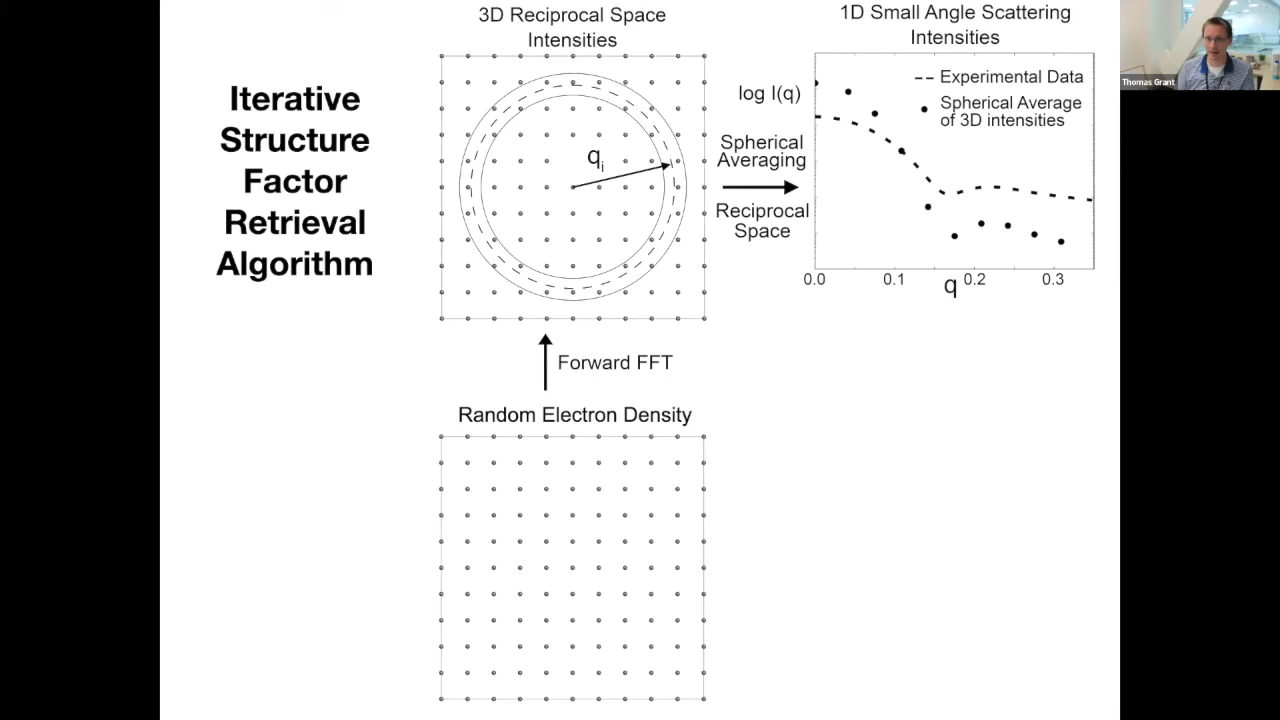 Iterative
Structure
Factor
Retrieval
Algorithm
3D Reciprocal Space
Intensities
q i
Spherical
Averaging
Reciprocal
Space
1D Small Angle Scattering
Intensities
log I(q)
Experimental Data
Spherical Average
of 3D intensities
0.0 0.1 0.2 0.3
q
Forward FFT
Random Electron Density
Thomas Grant